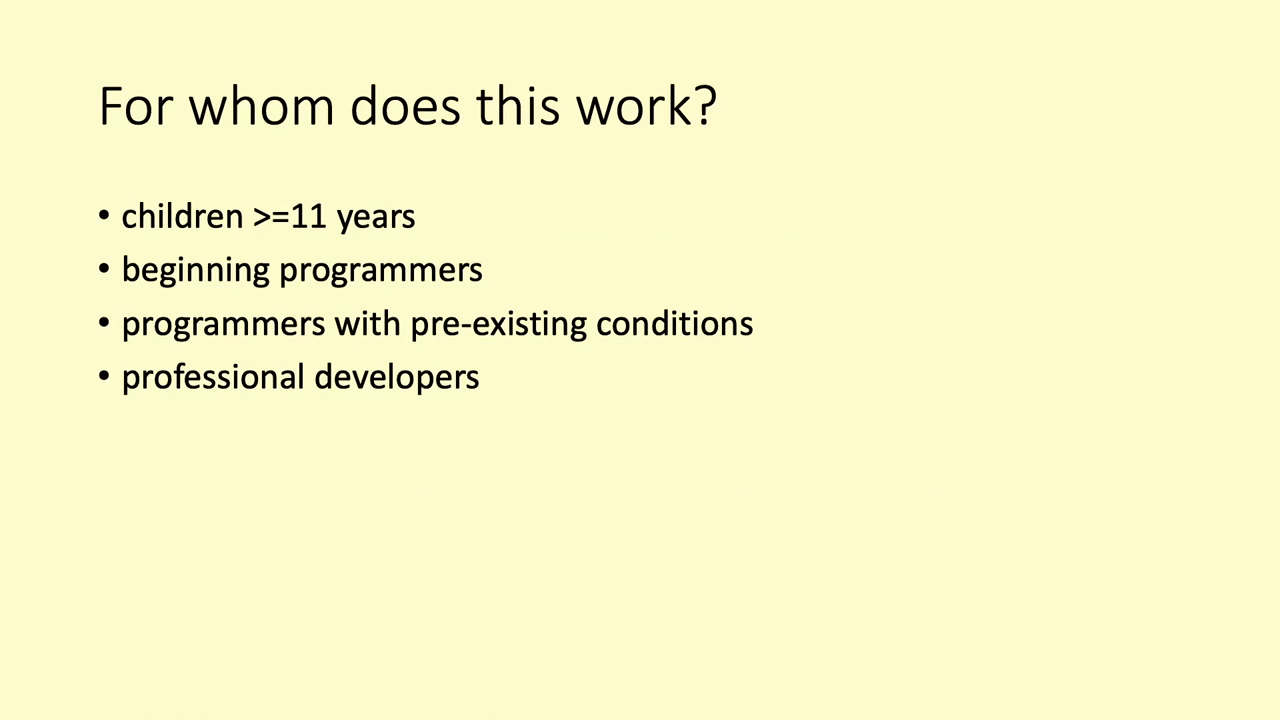 For whom does this work?
• children >=11 years
• beginning programmers
• programmers with pre-existing conditions
• professional developers